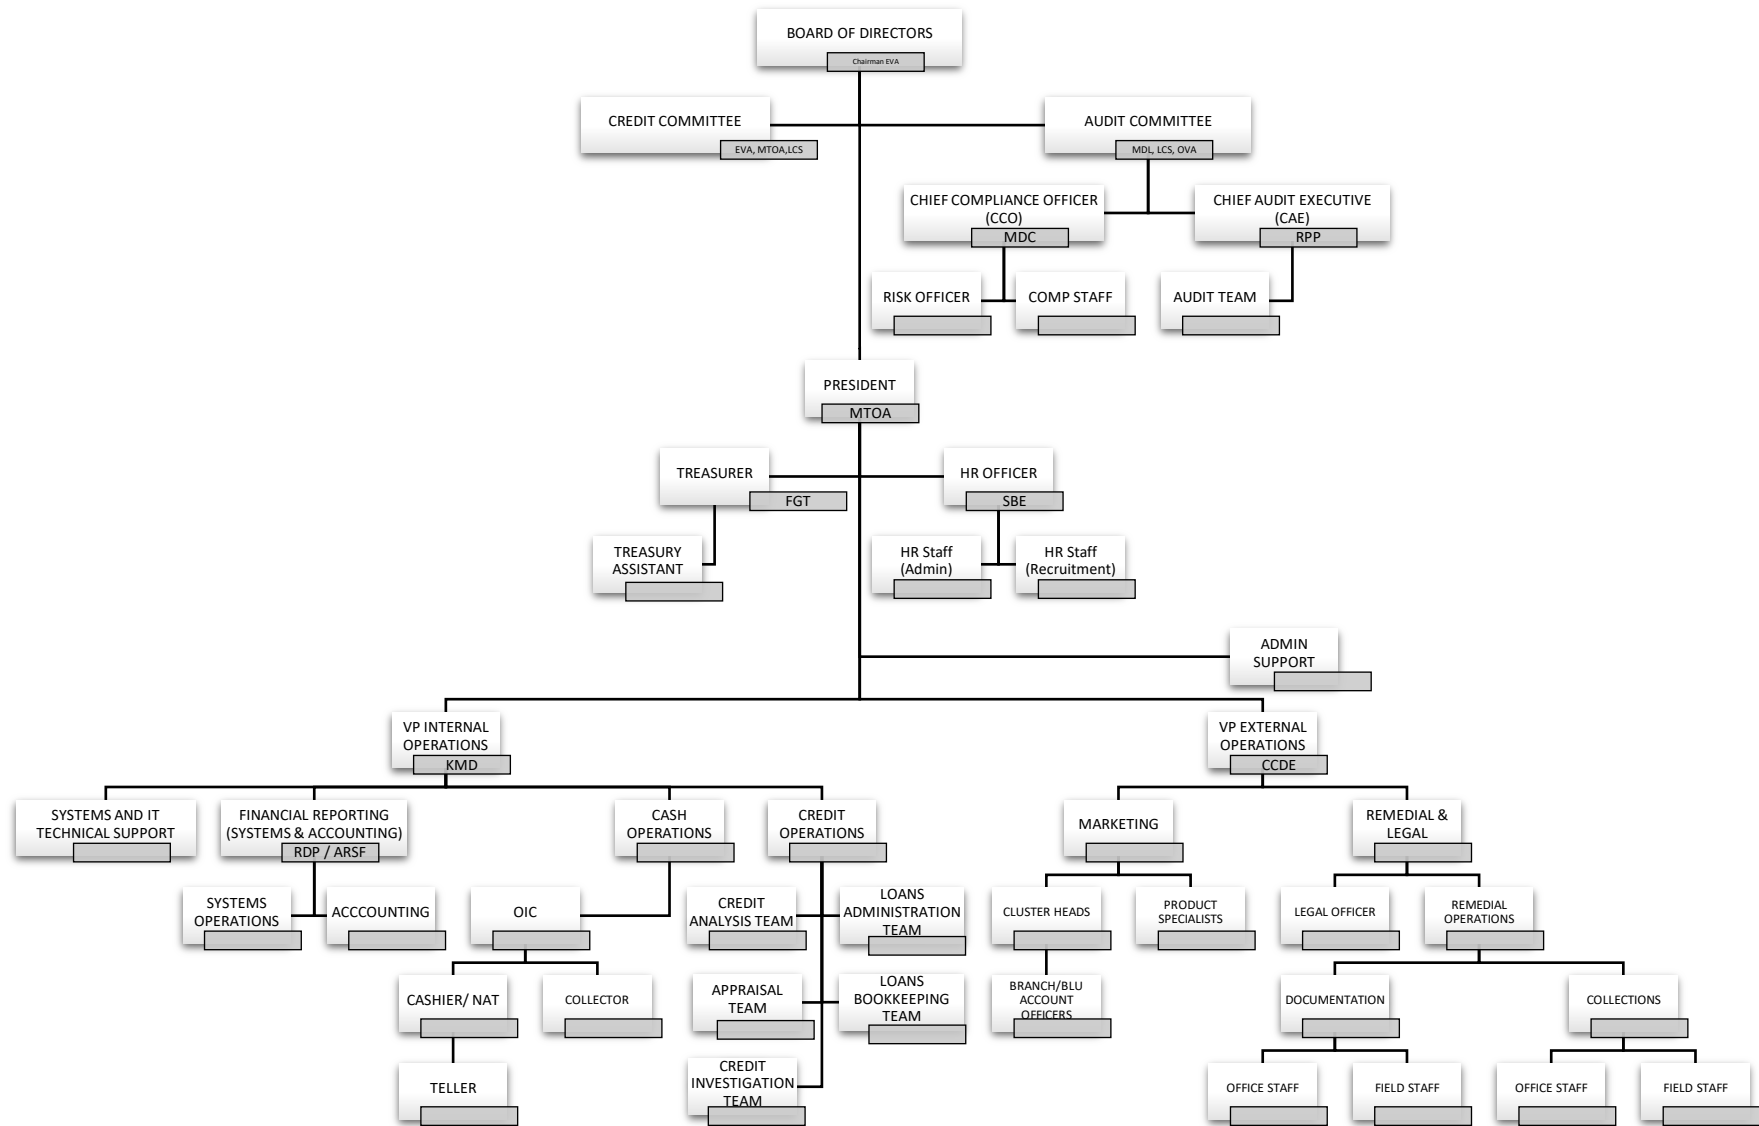 BOARD OF DIRECTORS
Chairman EVA
CREDIT COMMITTEE
EVA, MTOA,LCS
AUDIT COMMITTEE
MDL, LCS, OVA
CHIEF COMPLIANCE OFFICER
(CCO)
MDC
CHIEF AUDIT EXECUTIVE
(CAE)
RPP
RISK OFFICER
COMP STAFF
AUDIT TEAM
PRESIDENT
MTOA
TREASURER
FGT
HR OFFICER
SBE
TREASURY
ASSISTANT
HR Staff
(Admin)
HR Staff
(Recruitment)
ADMIN
SUPPORT
VP INTERNAL
OPERATIONS
KMD
VP EXTERNAL
OPERATIONS
CCDE
SYSTEMS AND IT
TECHNICAL SUPPORT
FINANCIAL REPORTING
(SYSTEMS & ACCOUNTING)
RDP / ARSF
CASH
OPERATIONS
CREDIT
OPERATIONS
MARKETING
REMEDIAL &
LEGAL
SYSTEMS
OPERATIONS
ACCCOUNTING
OIC
CREDIT
ANALYSIS TEAM
LOANS
ADMINISTRATION
TEAM
CLUSTER HEADS
PRODUCT
SPECIALISTS
LEGAL OFFICER
REMEDIAL
OPERATIONS
CASHIER/ NAT
COLLECTOR
APPRAISAL
TEAM
LOANS
BOOKKEEPING
TEAM
BRANCH/BLU
ACCOUNT
OFFICERS
DOCUMENTATION
COLLECTIONS
TELLER
CREDIT
INVESTIGATION
TEAM
OFFICE STAFF
FIELD STAFF
OFFICE STAFF
FIELD STAFF